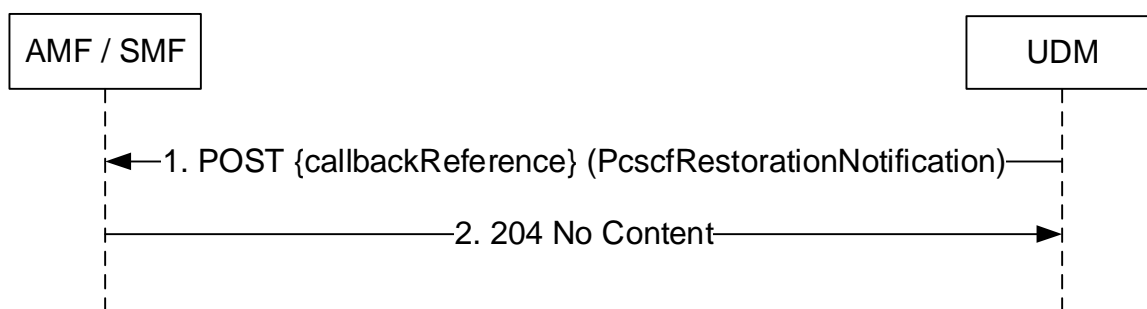 AMF / SMF
UDM
1. POST {callbackReference} (PcscfRestorationNotification)
2. 204 No Content